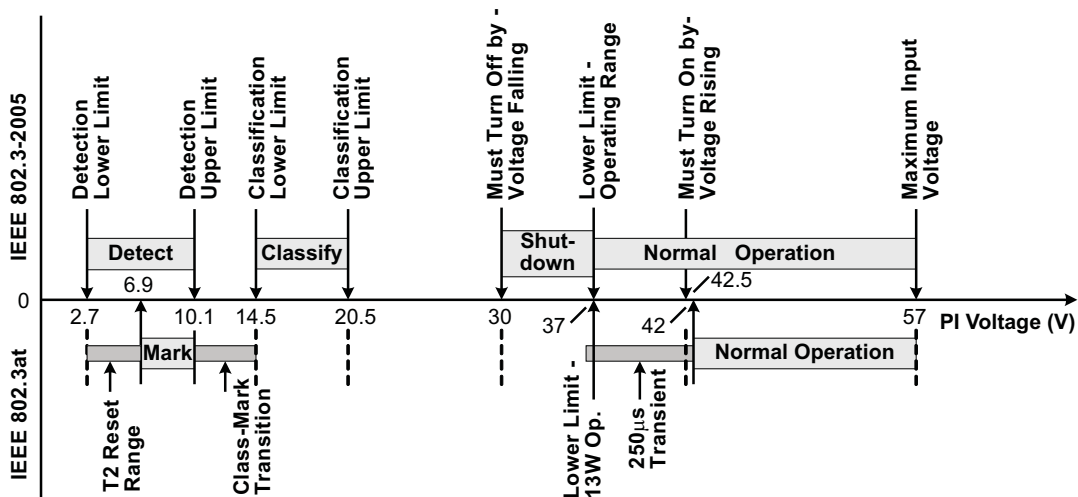 IEEE 802.3-2005
Detection
Lower Limit
Detection
Upper Limit
Classification
Lower Limit
Classification
Upper Limit
Must Turn Off by -
Voltage Falling
Lower Limit -
Operating Range
Must Turn On by-
Voltage Rising
Maximum Input
Voltage
Detect
Classify
Shut-
down
Normal Operation
6.9
42.5
0
2.7
10.1
14.5
20.5
30
37
42
57
PI Voltage (V)
IEEE 802.3at
Mark
Normal Operation
T2 Reset
Range
Class-Mark
Transition
Lower Limit -
13W Op.
250μs
Transient